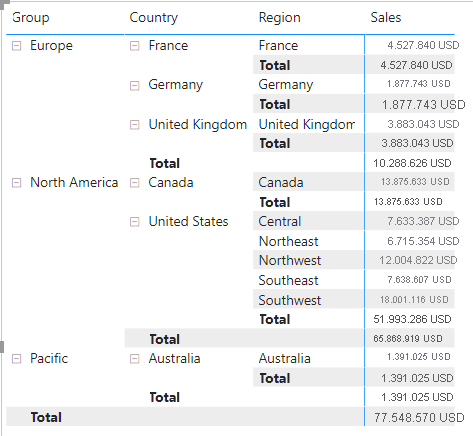 Group Country Region Sales
Europe France France 4.527.840 USD
Total 4.527.840 USD
Germany Germany 1.877.743 USD
Total 1.877.743 USD
United Kingdom United Kingdom 3.883.043 USD
Total 3.883.043 USD
Total 10.288.626 USD
North America Canada Canada 13.875.633 USD
Total 13.875.633 USD
United States Central 7.633.387 USD
Northeast 6.715.354 USD
Northwest 12.004.822 USD
Southeast 7.638.607 USD
Southwest 18.001.116 USD
Total 51.993.286 USD
Total 65.868.919 USD
Pacific Australia Australia 1.391.025 USD
Total 1.391.025 USD
Total 1.391.025 USD
Total 77.548.570 USD